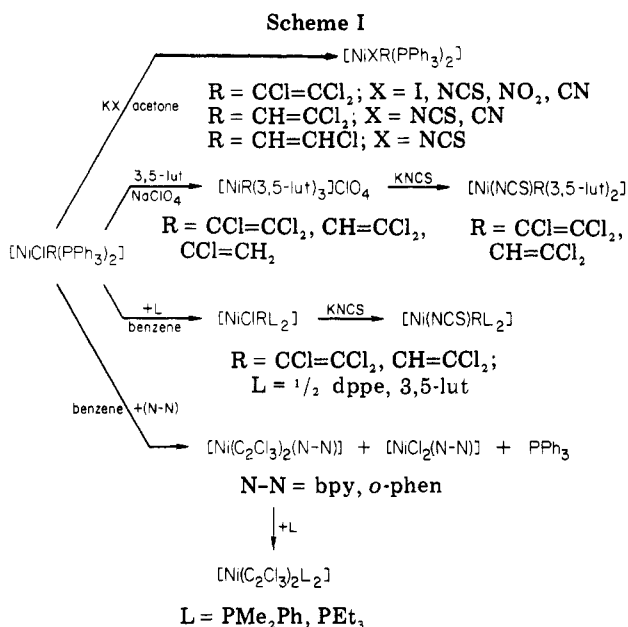 Scheme I
[NiXR(PPh₃)₂]
KX acetone
R = CCl=CCl₂; X = I, NCS, NO₂, CN
R = CH=CCl₂; X = NCS, CN
R = CH=CHCl; X = NCS
3,5-lut
NaClO₄
[NiR(3,5-lut)₃]ClO₄
KNCS
[Ni(NCS)R(3,5-lut)₂]
R = CCl=CCl₂, CH=CCl₂,
CCl=CH₂
R = CCl=CCl₂,
CH=CCl₂
[NiClR(PPh₃)₂]
+L
benzene
[NiClRL₂]
KNCS
[Ni(NCS)RL₂]
R = CCl=CCl₂, CH=CCl₂;
L = ¹/₂ dppe, 3,5-lut
benzene +(N-N)
[Ni(C₂Cl₃)₂(N-N)] + [NiCl₂(N-N)] + PPh₃
N-N = bpy, o-phen
+L
[Ni(C₂Cl₃)₂L₂]
L = PMe₂Ph, PEt₃